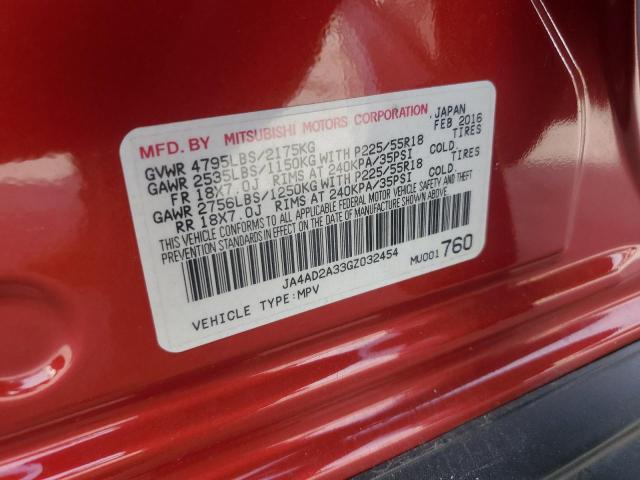 MFD. BY MITSUBISHI MOTORS CORPORATION JAPAN
GVWR 4795LBS/2175KG FEB 2016
GAWR 2535LBS/1150KG WITH P225/55R18 TIRES
FR 18X7.0J RIMS AT 240KPA/35PSI COLD
GAWR 2756LBS/1250KG WITH P225/55R18 TIRES
RR 18X7.0J RIMS AT 240KPA/35PSI COLD
THIS VEHICLE CONFORMS TO ALL APPLICABLE FEDERAL MOTOR VEHICLE SAFETY AND THEFT
PREVENTION STANDARDS IN EFFECT ON THE DATE OF MANUFACTURE SHOWN ABOVE.
JA4AD2A33GZ032454 MU001760
VEHICLE TYPE:MPV